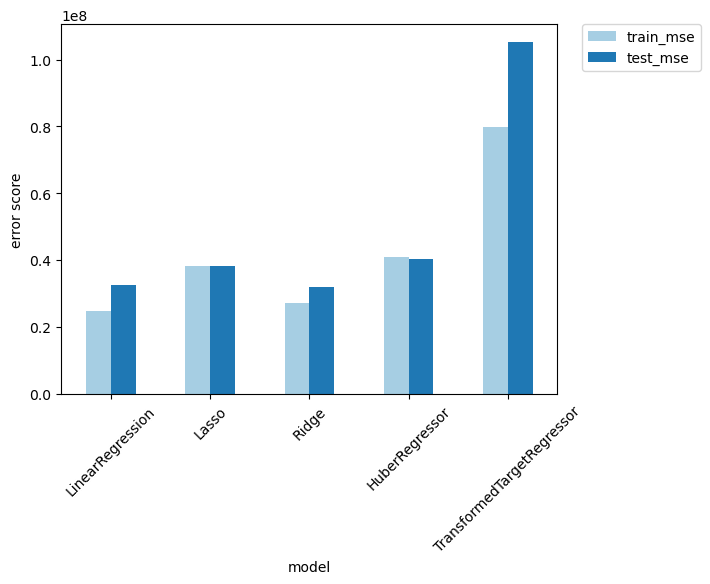 1e8
train_mse
test_mse
1.0
0.8
0.6
0.4
0.2
0.0
error score
LinearRegression
Lasso
Ridge
HuberRegressor
TransformedTargetRegressor
model